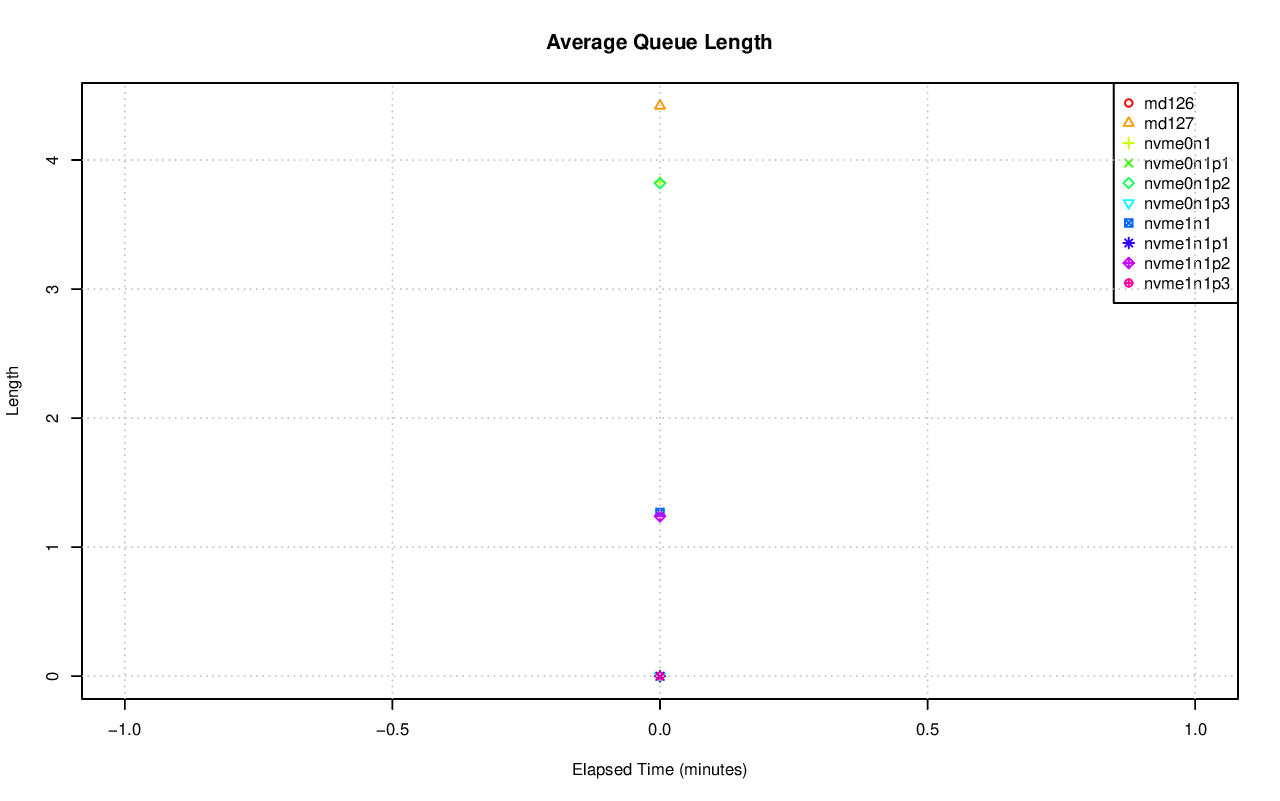 Average Queue Length
md126
md127
nvme0n1
nvme0n1p1
nvme0n1p2
nvme0n1p3
nvme1n1
nvme1n1p1
nvme1n1p2
nvme1n1p3
Length
4
3
2
1
0
−1.0 −0.5 0.0 0.5 1.0
Elapsed Time (minutes)